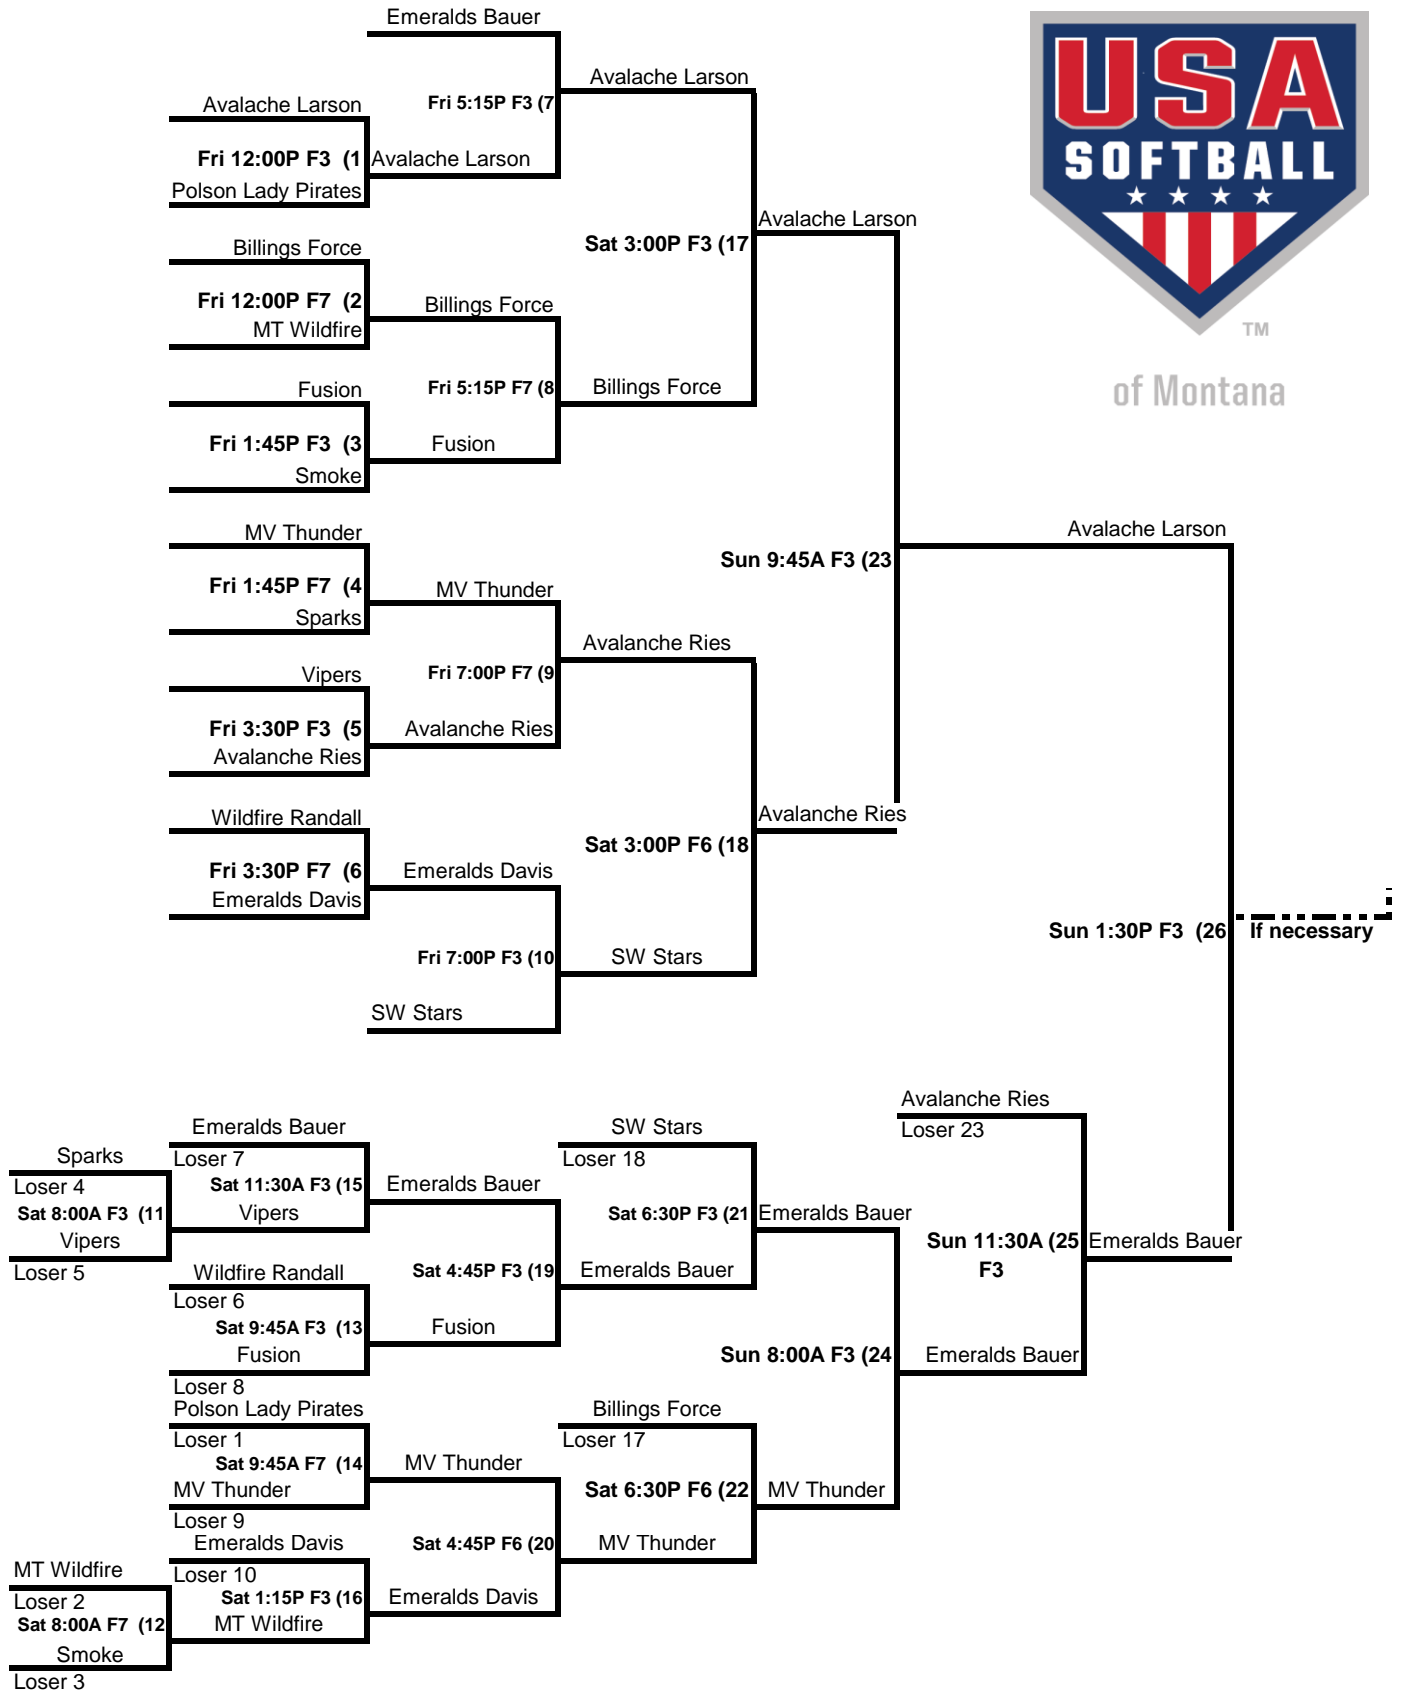 Emeralds Bauer
Avalache Larson
Avalache Larson
Fri 5:15P F3 (7
Fri 12:00P F3 (1
Avalache Larson
Polson Lady Pirates
Avalache Larson
Billings Force
Sat 3:00P F3 (17
Fri 12:00P F7 (2
Billings Force
MT Wildfire
Fusion
Fri 5:15P F7 (8
Billings Force
Fri 1:45P F3 (3
Fusion
Smoke
MV Thunder
Avalache Larson
Sun 9:45A F3 (23
Fri 1:45P F7 (4
MV Thunder
Sparks
Avalanche Ries
Vipers
Fri 7:00P F7 (9
Fri 3:30P F3 (5
Avalanche Ries
Avalanche Ries
Wildfire Randall
Avalanche Ries
Sat 3:00P F6 (18
Fri 3:30P F7 (6
Emeralds Davis
Emeralds Davis
Sun 1:30P F3 (26
If necessary
Fri 7:00P F3 (10
SW Stars
SW Stars
Avalanche Ries
Loser 23
Emeralds Bauer
SW Stars
Sparks
Loser 7
Loser 18
Loser 4
Sat 11:30A F3 (15
Emeralds Bauer
Sat 8:00A F3 (11
Vipers
Sat 6:30P F3 (21
Emeralds Bauer
Vipers
Sun 11:30A (25
F3
Emeralds Bauer
Loser 5
Wildfire Randall
Sat 4:45P F3 (19
Emeralds Bauer
Loser 6
Sat 9:45A F3 (13
Fusion
Fusion
Sun 8:00A F3 (24
Emeralds Bauer
Loser 8
Polson Lady Pirates
Billings Force
Loser 1
Loser 17
Sat 9:45A F7 (14
MV Thunder
MV Thunder
Sat 6:30P F6 (22
MV Thunder
Loser 9
Emeralds Davis
Sat 4:45P F6 (20
MV Thunder
MT Wildfire
Loser 10
Loser 2
Sat 1:15P F3 (16
Emeralds Davis
Sat 8:00A F7 (12
MT Wildfire
Smoke
Loser 3
USA
SOFTBALL
TM
of Montana